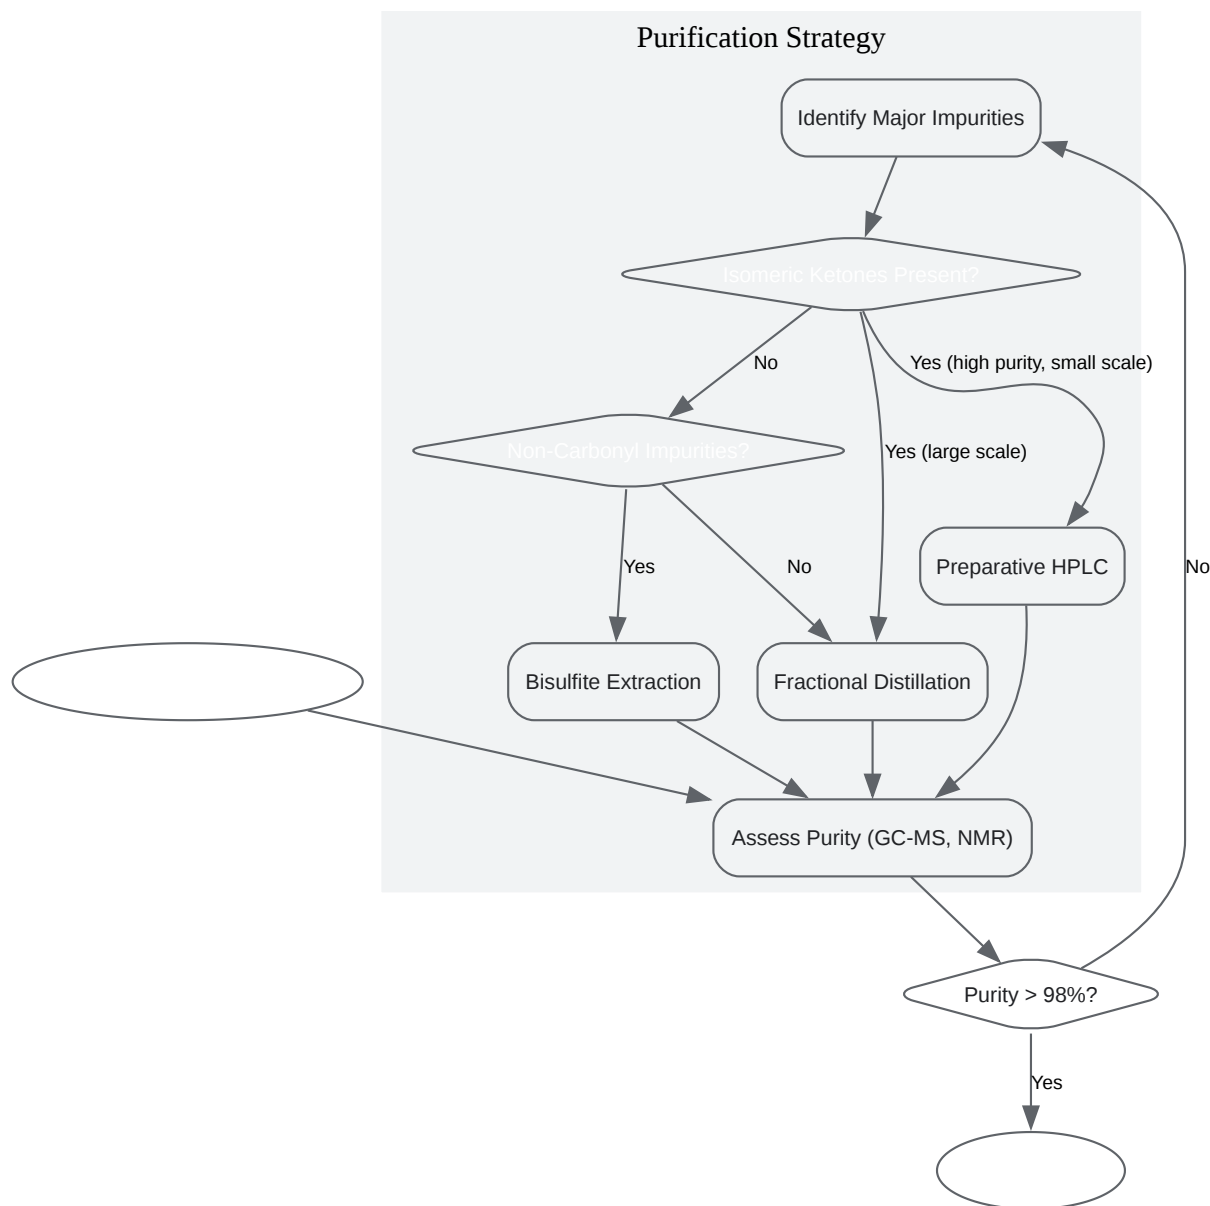 Purification Strategy
Identify Major Impurities
Isomeric Ketones Present?
No
Yes (high purity, small scale)
Non-Carbonyl Impurities?
Yes (large scale)
Yes
No
Preparative HPLC
No
Bisulfite Extraction
Fractional Distillation
Assess Purity (GC-MS, NMR)
Purity > 98%?
Yes